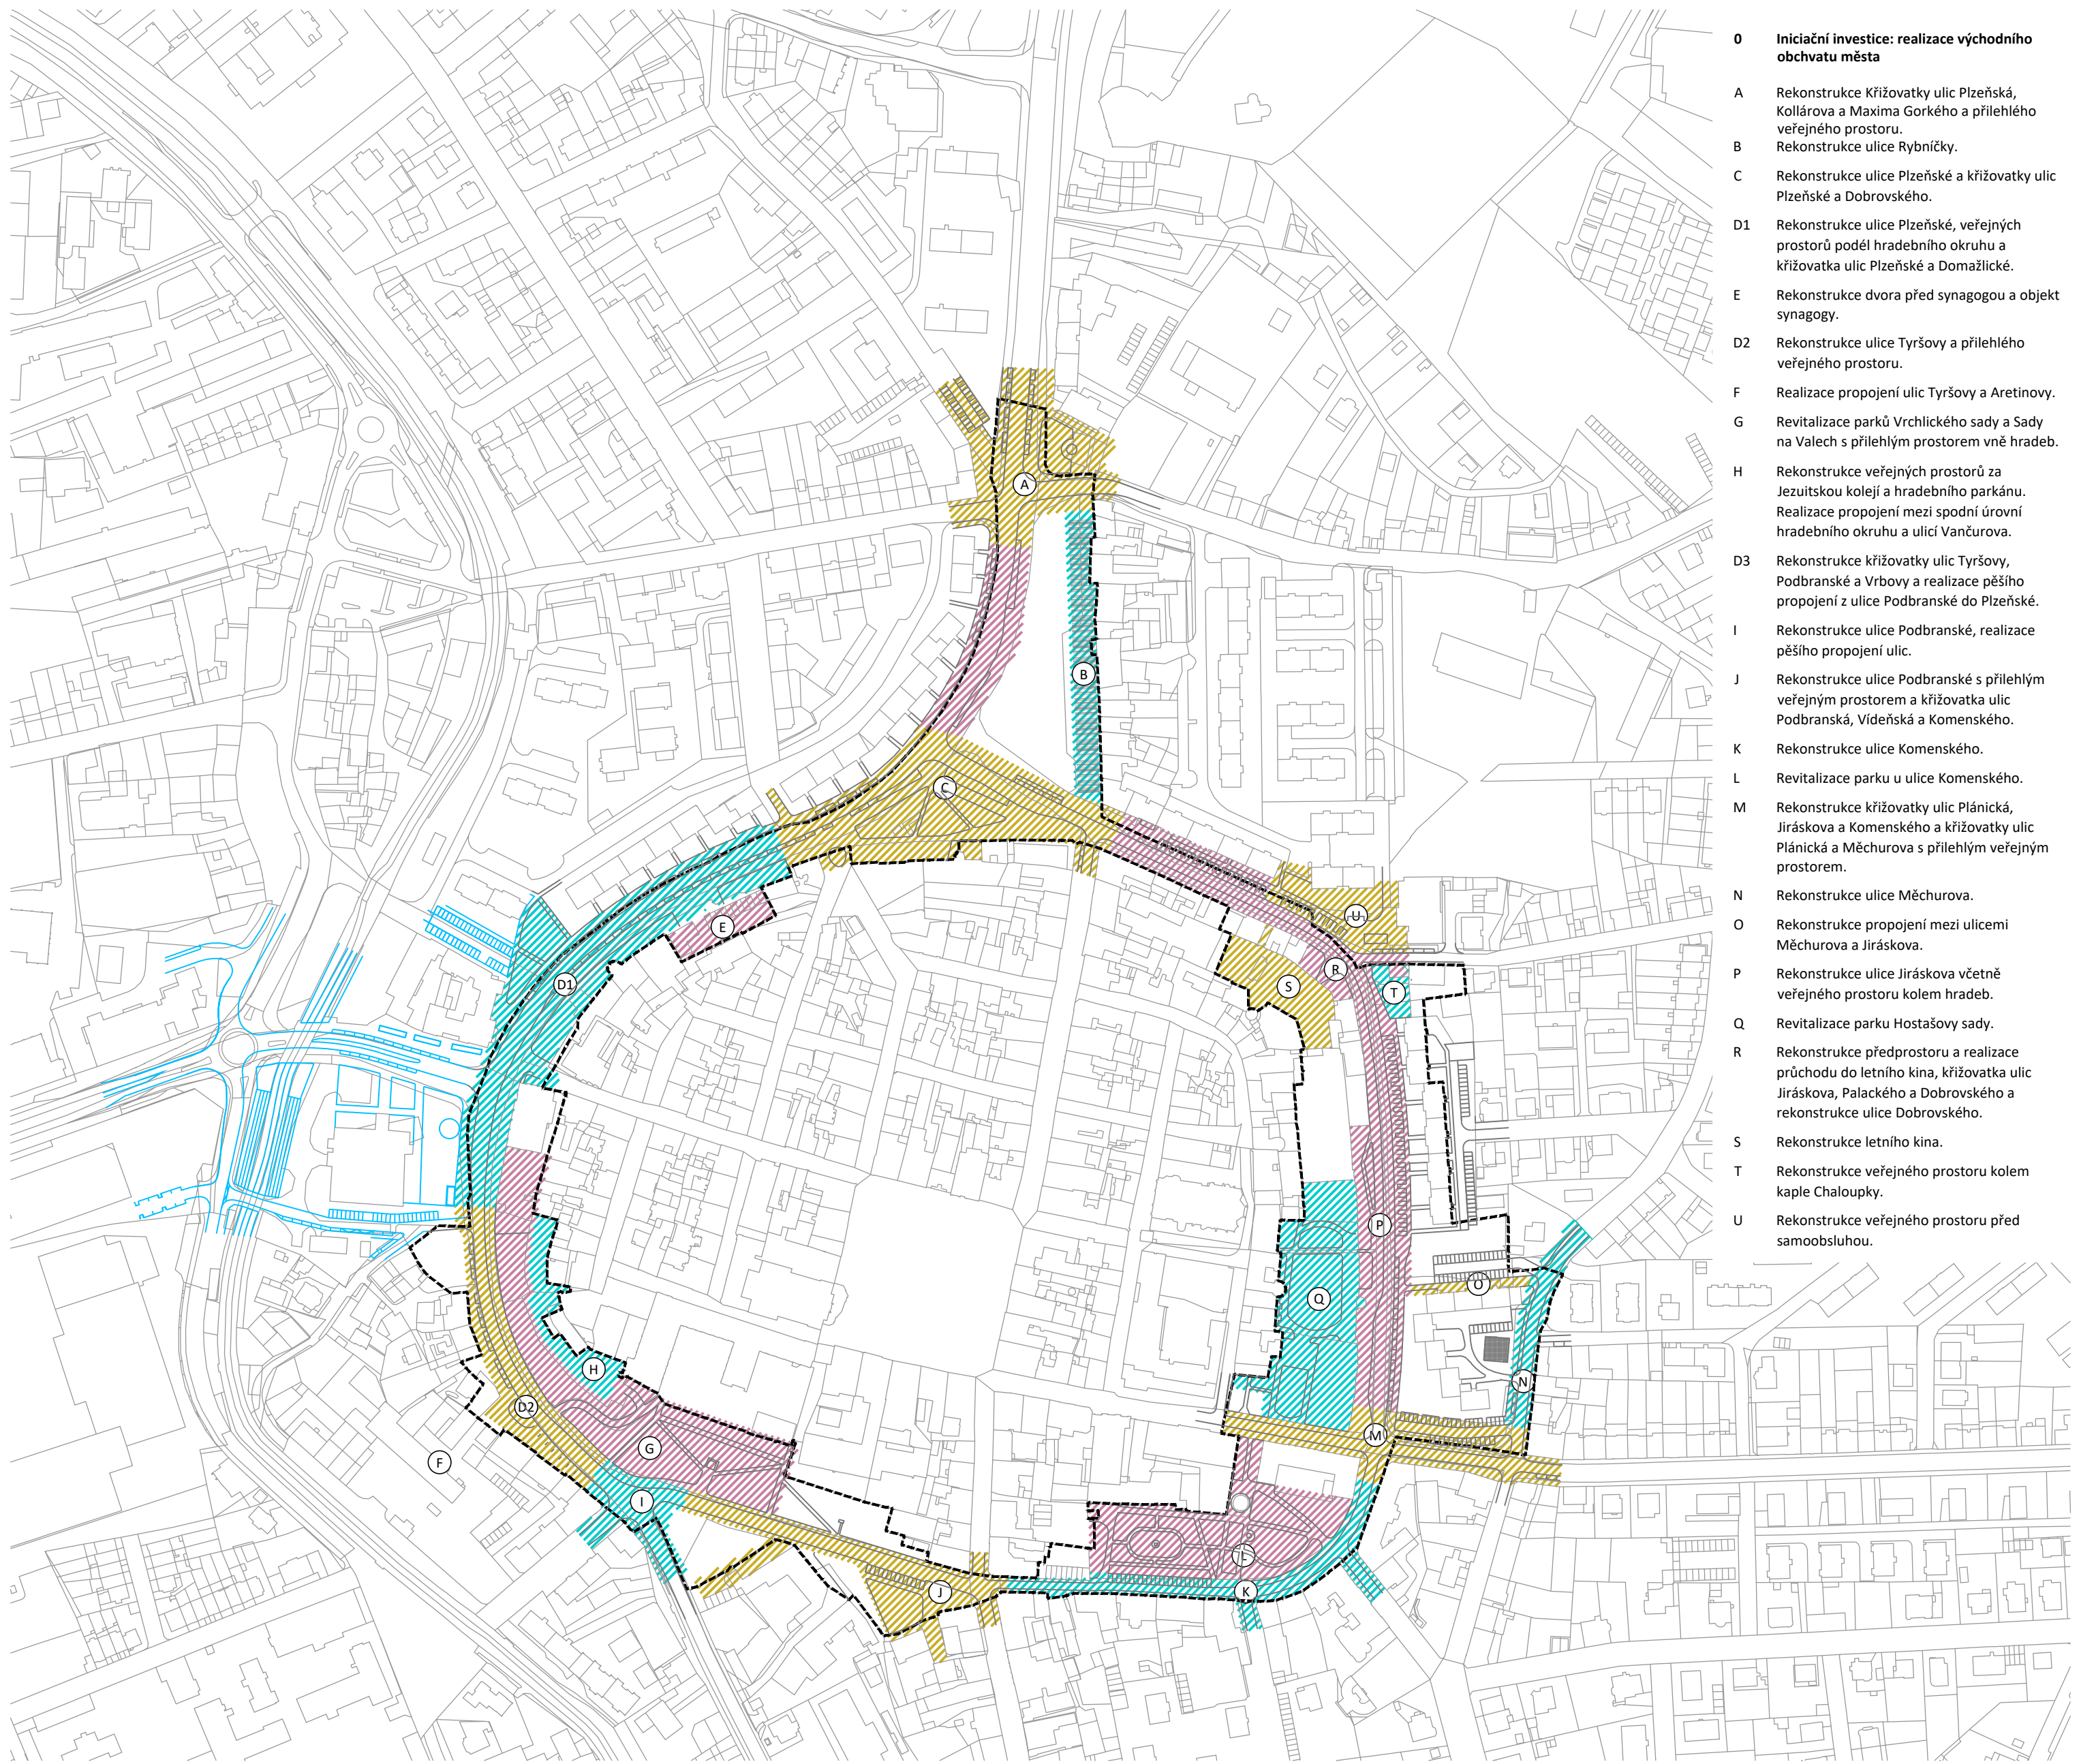 0 Iniciační investice: realizace východního
obchvatu města
A Rekonstrukce Křižovatky ulic Plzeňská,
Kollárova a Maxima Gorkého a přilehlého
veřejného prostoru.
B Rekonstrukce ulice Rybníčky.
C Rekonstrukce ulice Plzeňské a křižovatky ulic
Plzeňské a Dobrovského.
D1 Rekonstrukce ulice Plzeňské, veřejných
prostorů podél hradebního okruhu a
křižovatka ulic Plzeňské a Domažlické.
E Rekonstrukce dvora před synagogou a objekt
synagogy.
D2 Rekonstrukce ulice Tyršovy a přilehlého
veřejného prostoru.
F Realizace propojení ulic Tyršovy a Aretinovy.
G Revitalizace parků Vrchlického sady a Sady
na Valech s přilehlým prostorem vně hradeb.
H Rekonstrukce veřejných prostorů za
Jezuitskou kolejí a hradebního parkánu.
Realizace propojení mezi spodní úrovní
hradebního okruhu a ulicí Vančurova.
D3 Rekonstrukce křižovatky ulic Tyršovy,
Podbranské a Vrbovy a realizace pěšího
propojení z ulice Podbranské do Plzeňské.
I Rekonstrukce ulice Podbranské, realizace
pěšího propojení ulic.
J Rekonstrukce ulice Podbranské s přilehlým
veřejným prostorem a křižovatka ulic
Podbranská, Vídeňská a Komenského.
K Rekonstrukce ulice Komenského.
L Revitalizace parku u ulice Komenského.
M Rekonstrukce křižovatky ulic Plánická,
Jiráskova a Komenského a křižovatky ulic
Plánická a Měchurova s přilehlým veřejným
prostorem.
N Rekonstrukce ulice Měchurova.
O Rekonstrukce propojení mezi ulicemi
Měchurova a Jiráskova.
P Rekonstrukce ulice Jiráskova včetně
veřejného prostoru kolem hradeb.
Q Revitalizace parku Hostašovy sady.
R Rekonstrukce předprostoru a realizace
průchodu do letního kina, křižovatka ulic
Jiráskova, Palackého a Dobrovského a
rekonstrukce ulice Dobrovského.
S Rekonstrukce letního kina.
T Rekonstrukce veřejného prostoru kolem
kaple Chaloupky.
U Rekonstrukce veřejného prostoru před
samoobsluhou.
A
B
C
U
E
R
D1
S
T
P
O
Q
H
N
D2
M
G
F
I
L
J
K